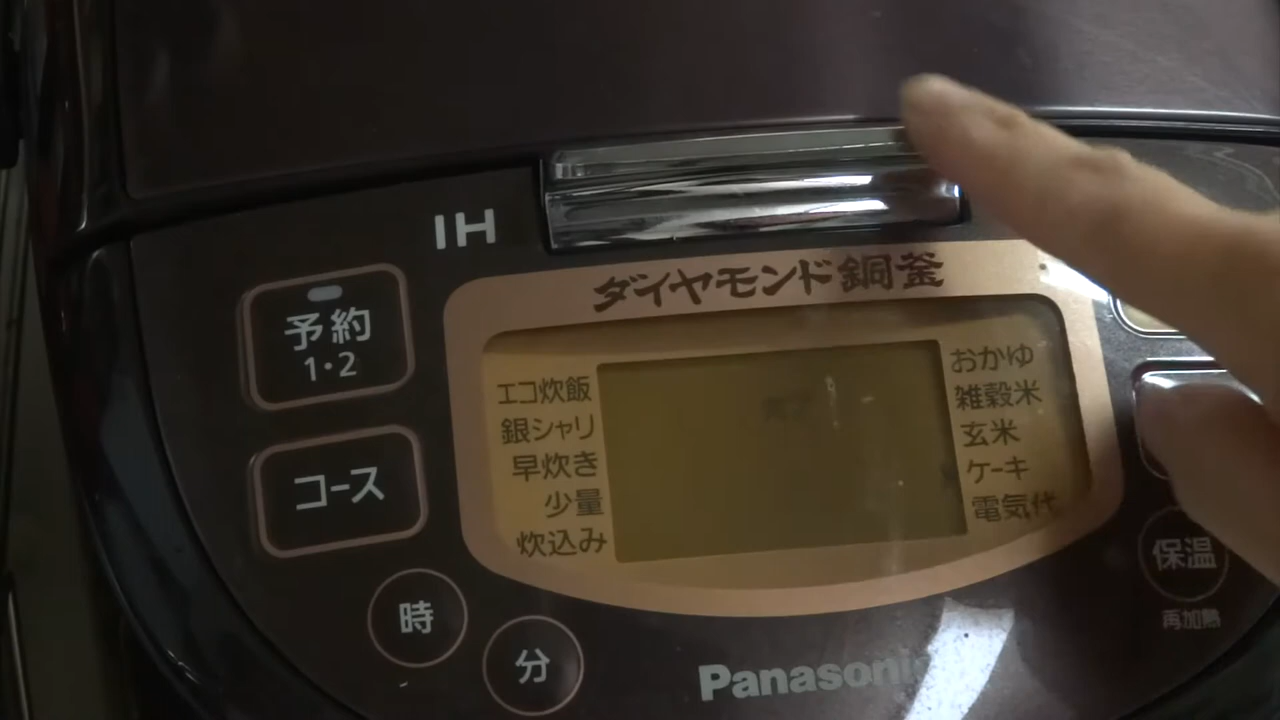 IH
ダイヤモンド銅釜
予約
1・2
コース
時
分
エコ炊飯
銀シャリ
早炊き
少量
炊込み
おかゆ
雑穀米
玄米
ケーキ
電気代
保温
再加熱
Panasonic